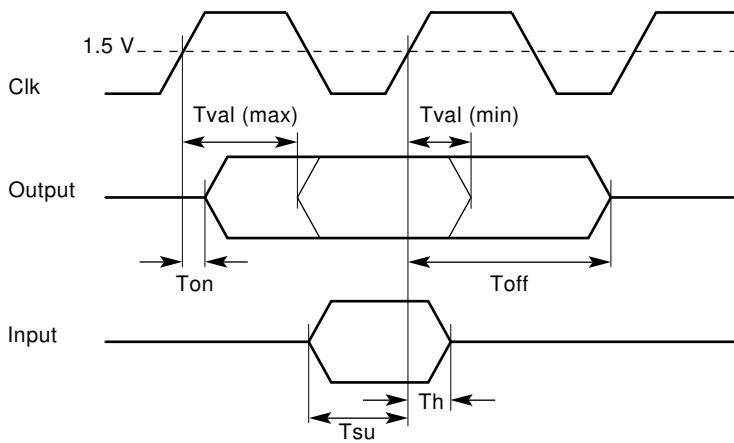 1.5 V
Clk
Tval (max) Tval (min)
Output
Ton Toff
Input
Th
Tsu